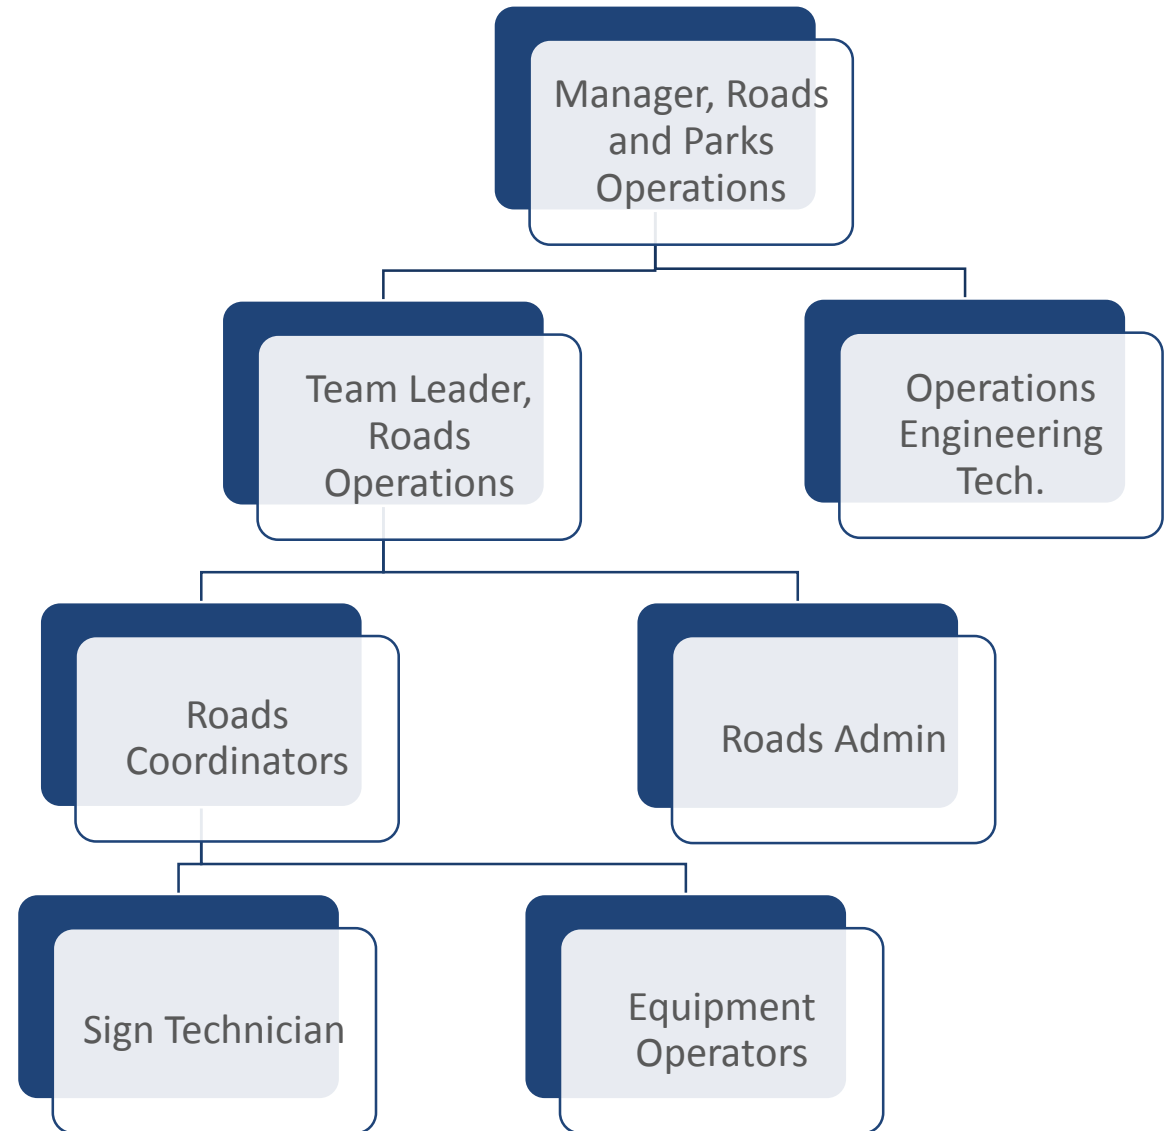 Manager, Roads
and Parks
Operations
Team Leader,
Roads
Operations
Operations
Engineering
Tech.
Roads
Coordinators
Roads Admin
Sign Technician
Equipment
Operators